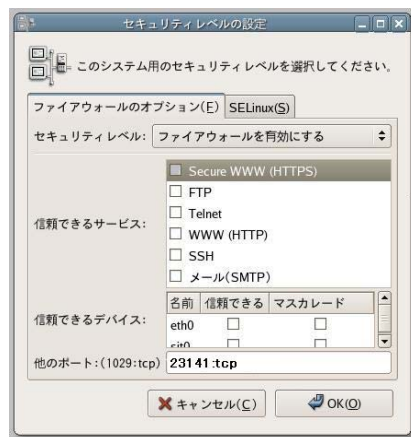 セキュリティレベルの設定
このシステム用のセキュリティレベルを選択してください。
ファイアウォールのオプション(F) SELinux(S)
セキュリティレベル: ファイアウォールを有効にする
信頼できるサービス:
Secure WWW (HTTPS)
FTP
Telnet
WWW (HTTP)
SSH
メール(SMTP)
信頼できるデバイス:
名前 信頼できる マスカレード
eth0
sit0
他のポート:(1029:tcp) 23141:tcp
キャンセル(C) OK(O)